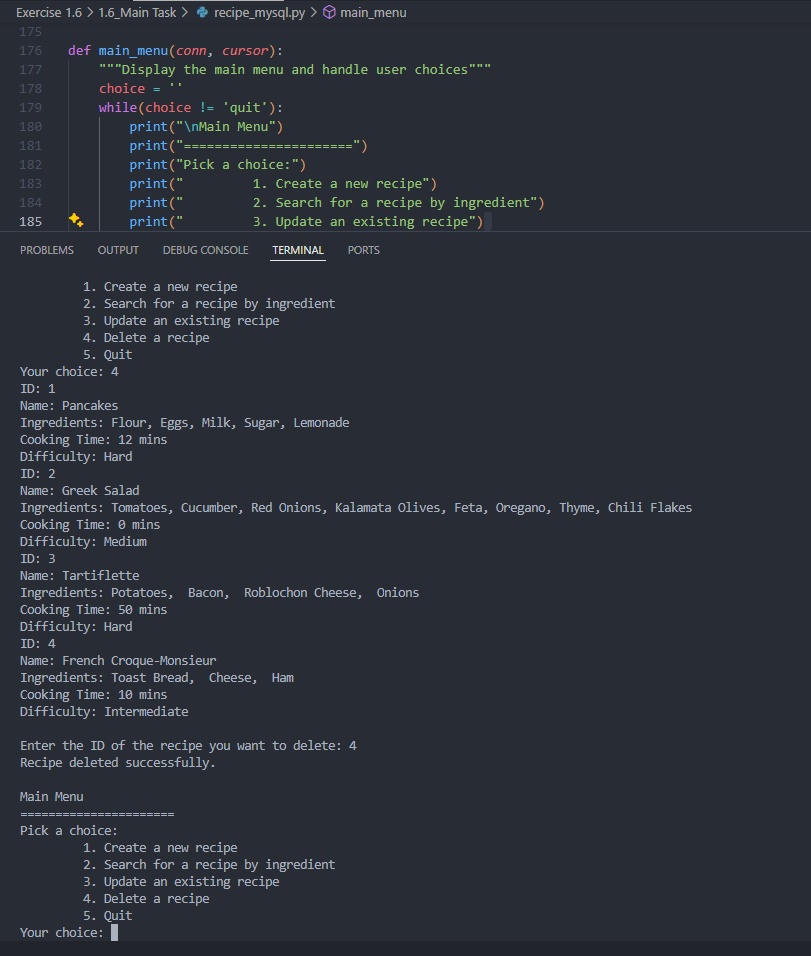 Exercise 1.6 > 1.6_Main Task > recipe_mysql.py > main_menu
175
176 def main_menu(conn, cursor):
177     """Display the main menu and handle user choices"""
178     choice = ''
179     while(choice != 'quit'):
180         print("\nMain Menu")
181         print("======================")
182         print("Pick a choice:")
183         print("         1. Create a new recipe")
184         print("         2. Search for a recipe by ingredient")
185         print("         3. Update an existing recipe")
PROBLEMS OUTPUT DEBUG CONSOLE TERMINAL PORTS
         1. Create a new recipe
         2. Search for a recipe by ingredient
         3. Update an existing recipe
         4. Delete a recipe
         5. Quit
Your choice: 4
ID: 1
Name: Pancakes
Ingredients: Flour, Eggs, Milk, Sugar, Lemonade
Cooking Time: 12 mins
Difficulty: Hard
ID: 2
Name: Greek Salad
Ingredients: Tomatoes, Cucumber, Red Onions, Kalamata Olives, Feta, Oregano, Thyme, Chili Flakes
Cooking Time: 0 mins
Difficulty: Medium
ID: 3
Name: Tartiflette
Ingredients: Potatoes,  Bacon,  Roblochon Cheese,  Onions
Cooking Time: 50 mins
Difficulty: Hard
ID: 4
Name: French Croque-Monsieur
Ingredients: Toast Bread,  Cheese,  Ham
Cooking Time: 10 mins
Difficulty: Intermediate
Enter the ID of the recipe you want to delete: 4
Recipe deleted successfully.
Main Menu
======================
Pick a choice:
         1. Create a new recipe
         2. Search for a recipe by ingredient
         3. Update an existing recipe
         4. Delete a recipe
         5. Quit
Your choice: